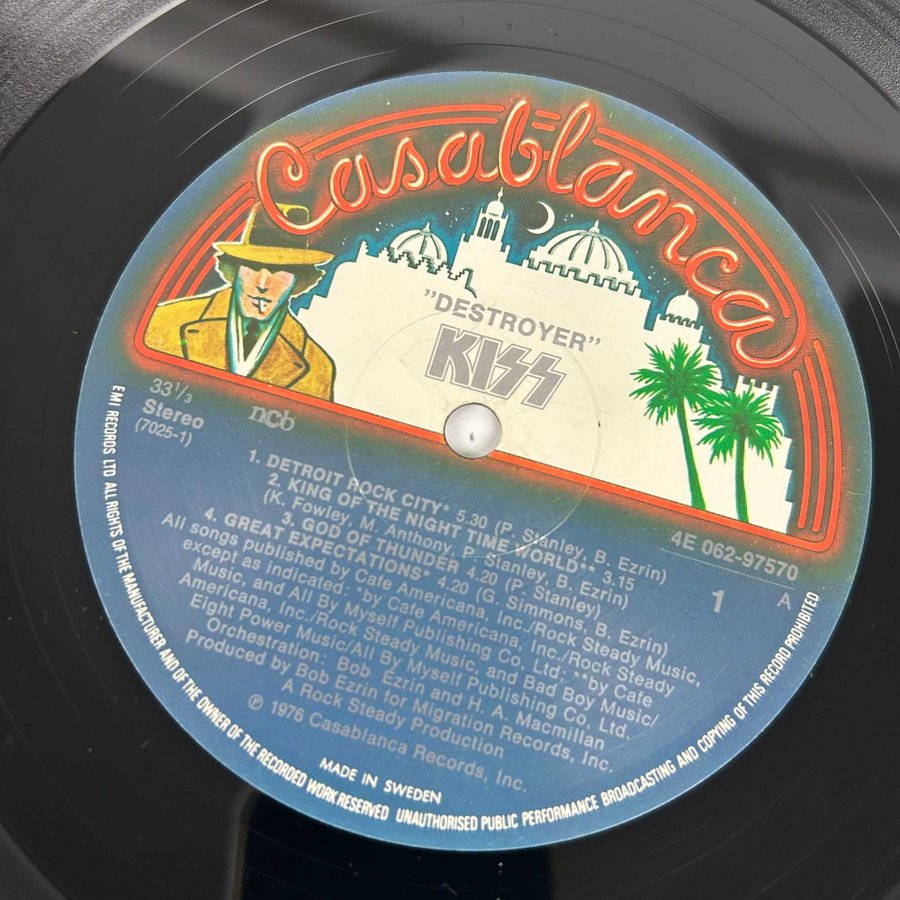 Casablanca
"DESTROYER"
KISS
33⅓
Stereo
(7025-1)
ncb
4E 062-97570
1
A
1. DETROIT ROCK CITY* 5.30 (P. Stanley, B. Ezrin)
2. KING OF THE NIGHT TIME WORLD** 3.15
(K. Fowley, M. Anthony, P. Stanley, B. Ezrin)
3. GOD OF THUNDER 4.20 (P. Stanley)
4. GREAT EXPECTATIONS* 4.20 (G. Simmons, B. Ezrin)
All songs published by Cafe Americana, Inc./Rock Steady Music,
except as indicated: *by Cafe Americana, Inc./Rock Steady
Music, and All By Myself Publishing Co. Ltd: **by Cafe
Americana, Inc./Rock Steady Music, and Bad Boy Music/
Eight Power Music/All By Myself Publishing Co. Ltd.
Orchestration: Bob Ezrin and H. A. Macmillan
Produced by Bob Ezrin for Migration Records, Inc.
A Rock Steady Production
℗ 1976 Casablanca Records, Inc.
MADE IN SWEDEN
EMI RECORDS LTD ALL RIGHTS OF THE MANUFACTURER AND OF THE OWNER OF THE RECORDED WORK RESERVED UNAUTHORISED PUBLIC PERFORMANCE BROADCASTING AND COPYING OF THIS RECORD PROHIBITED